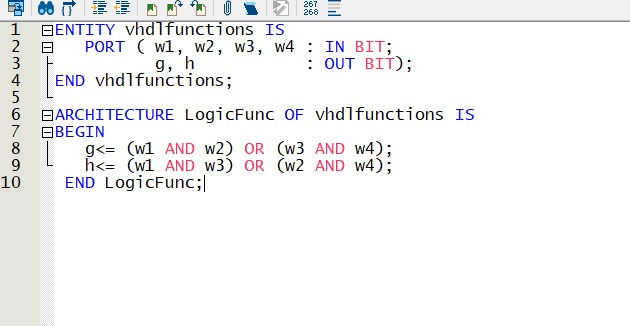 267
268
1 ENTITY vhdlfunctions IS
2 PORT ( w1, w2, w3, w4 : IN BIT;
3 g, h : OUT BIT);
4 END vhdlfunctions;
5
6 ARCHITECTURE LogicFunc OF vhdlfunctions IS
7 BEGIN
8 g<= (w1 AND w2) OR (w3 AND w4);
9 h<= (w1 AND w3) OR (w2 AND w4);
10 END LogicFunc;